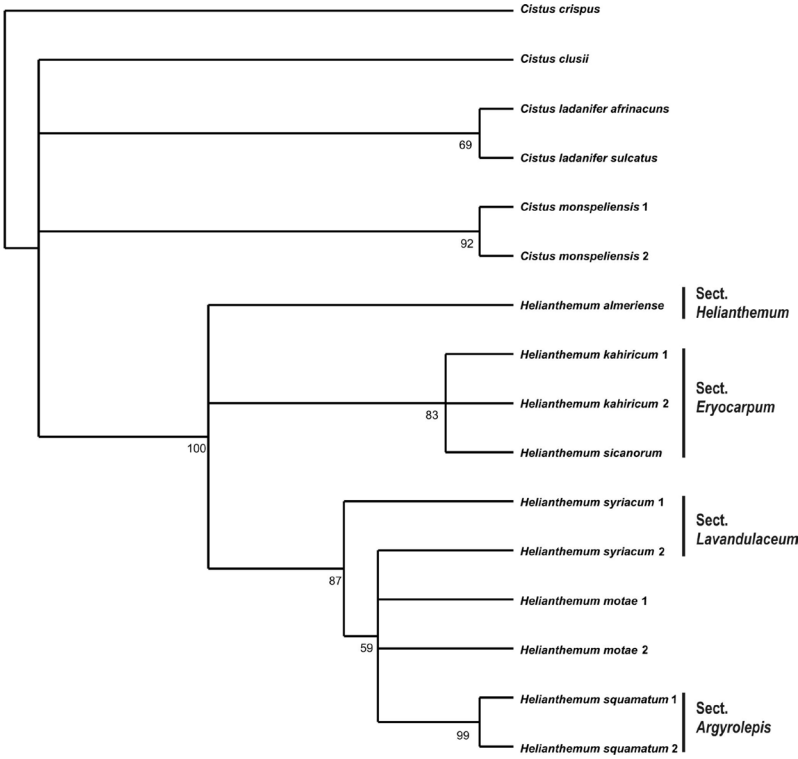 Cistus crispus
Cistus clusii
Cistus ladanifer afrinacuns
69
Cistus ladanifer sulcatus
Cistus monspeliensis 1
92
Cistus monspeliensis 2
Helianthemum almeriense
Sect.
Helianthemum
Helianthemum kahiricum 1
Helianthemum kahiricum 2
83
Sect.
Eryocarpum
100
Helianthemum sicanorum
Helianthemum syriacum 1
Sect.
Lavandulaceum
Helianthemum syriacum 2
87
Helianthemum motae 1
59
Helianthemum motae 2
Helianthemum squamatum 1
Sect.
Argyrolepis
99
Helianthemum squamatum 2